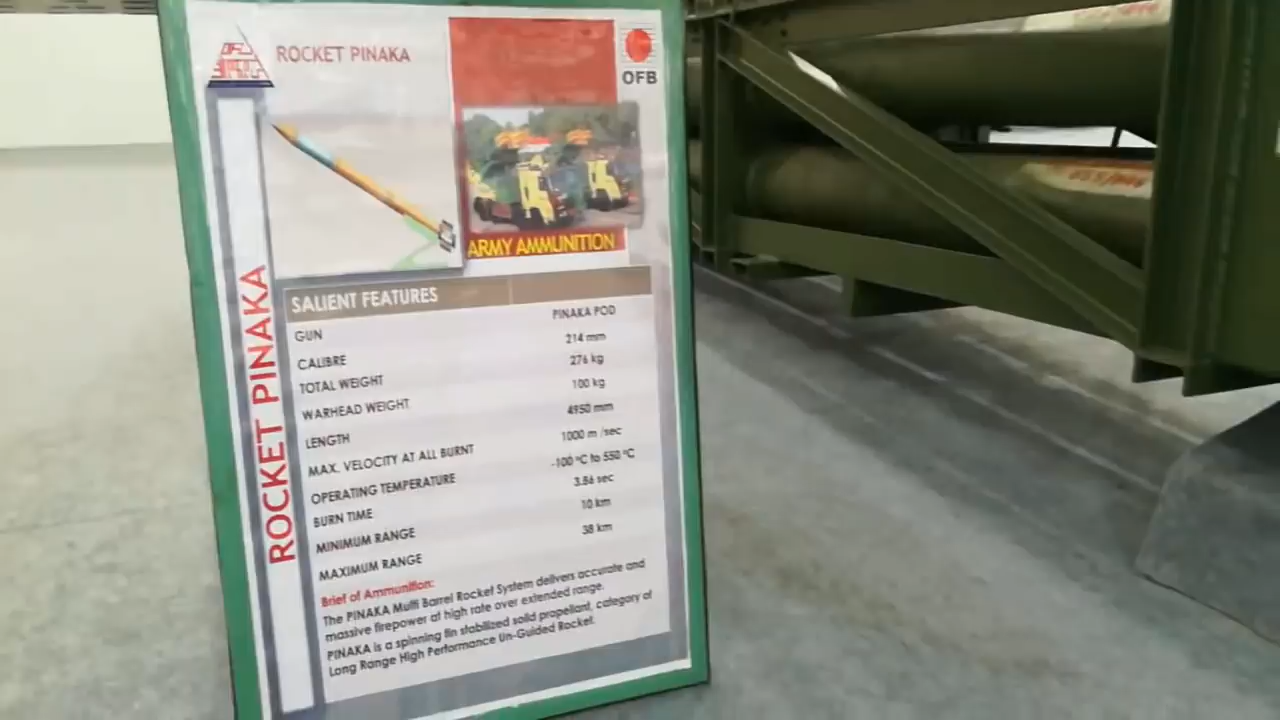 ROCKET PINAKA
OFB
ARMY AMMUNITION
ROCKET PINAKA
SALIENT FEATURES
GUN PINAKA POD
CALIBRE 214 mm
TOTAL WEIGHT 276 kg
WARHEAD WEIGHT 100 kg
LENGTH 4950 mm
MAX. VELOCITY AT ALL BURNT 1000 m /sec
OPERATING TEMPERATURE -100 °C to 550 °C
BURN TIME 3.86 sec
MINIMUM RANGE 10 km
MAXIMUM RANGE 38 km
Brief of Ammunition:
The PINAKA Multi Barrel Rocket System delivers accurate and
massive firepower at high rate over extended range.
PINAKA is a spinning fin stabilized solid propellant, category of
Long Range High Performance Un-Guided Rocket.